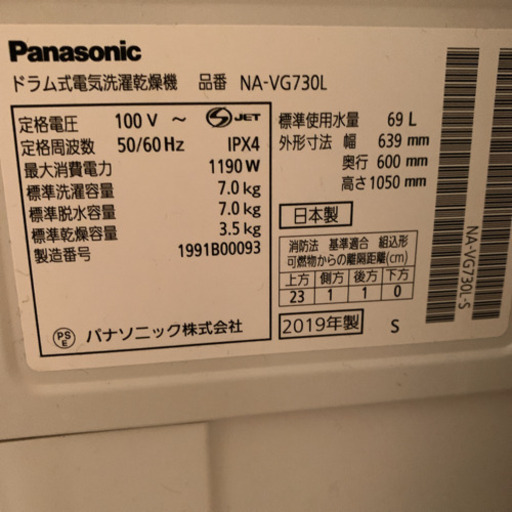 Panasonic
ドラム式電気洗濯乾燥機 品番 NA-VG730L
定格電圧 100 V ～ S JET
定格周波数 50/60 Hz IPX4
最大消費電力 1190 W
標準洗濯容量 7.0 kg
標準脱水容量 7.0 kg
標準乾燥容量 3.5 kg
製造番号 1991B00093
PS E パナソニック株式会社
標準使用水量 69 L
外形寸法 幅 639 mm
奥行 600 mm
高さ 1050 mm
日本製
消防法 基準適合 組込形
可燃物からの離隔距離(cm)
上方 側方 後方 下方
23 1 1 0
2019年製 S
NA-VG730L-S